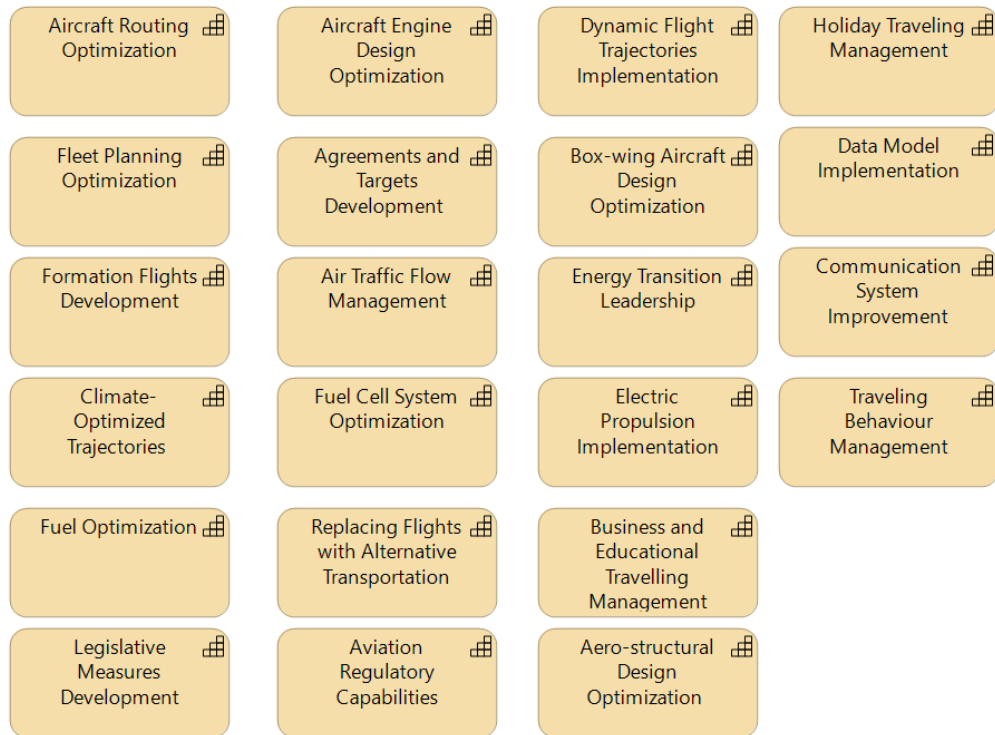 Aircraft Routing
Optimization
Aircraft Engine
Design
Optimization
Dynamic Flight
Trajectories
Implementation
Holiday Traveling
Management
Fleet Planning
Optimization
Agreements and
Targets
Development
Box-wing Aircraft
Design
Optimization
Data Model
Implementation
Formation Flights
Development
Air Traffic Flow
Management
Energy Transition
Leadership
Communication
System
Improvement
Climate-
Optimized
Trajectories
Fuel Cell System
Optimization
Electric
Propulsion
Implementation
Traveling
Behaviour
Management
Fuel Optimization
Replacing Flights
with Alternative
Transportation
Business and
Educational
Travelling
Management
Legislative
Measures
Development
Aviation
Regulatory
Capabilities
Aero-structural
Design
Optimization